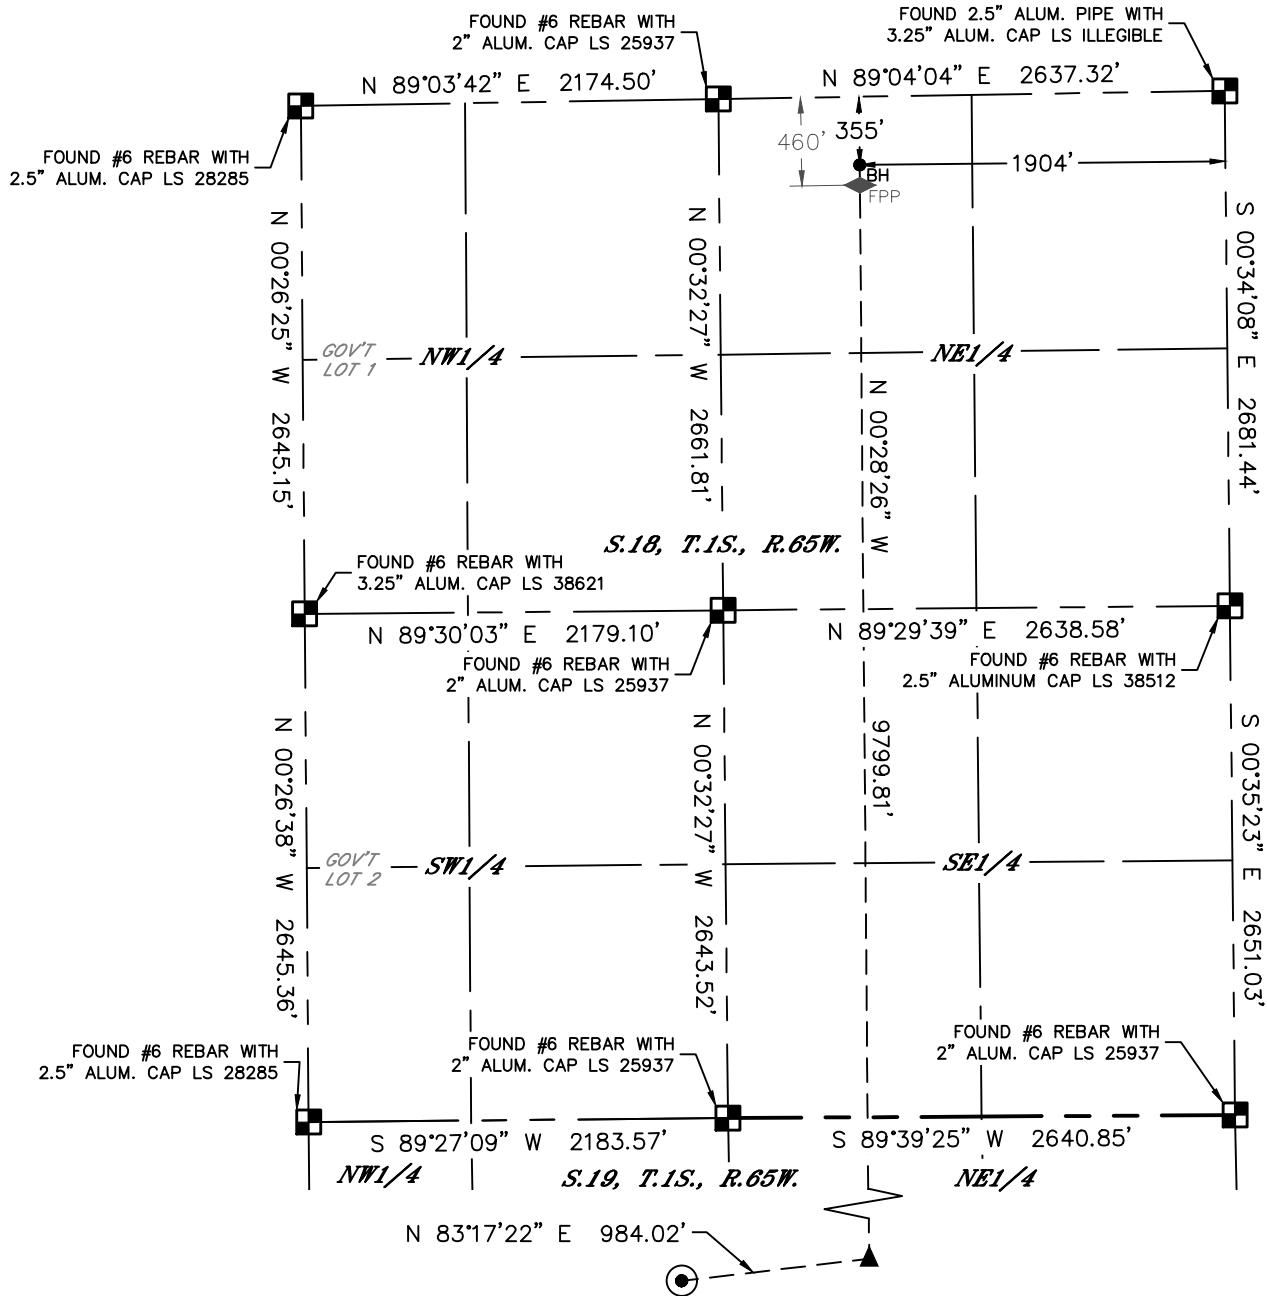 FOUND #6 REBAR WITH
2" ALUM. CAP LS 25937
FOUND 2.5" ALUM. PIPE WITH
3.25" ALUM. CAP LS ILLEGIBLE
N 89°03'42" E 2174.50'
N 89°04'04" E 2637.32'
FOUND #6 REBAR WITH
2.5" ALUM. CAP LS 28285
460'
355'
1904'
BH
FPP
N 00°26'25" W 2645.15'
N 00°32'27" W 2661.81'
S 00°34'08" E 2681.44'
GOV'T
LOT 1
NW1/4
NE1/4
N 00°28'26" W 9799.81'
S.18, T.1S., R.65W.
FOUND #6 REBAR WITH
3.25" ALUM. CAP LS 38621
N 89°30'03" E 2179.10'
N 89°29'39" E 2638.58'
FOUND #6 REBAR WITH
2" ALUM. CAP LS 25937
FOUND #6 REBAR WITH
2.5" ALUMINUM CAP LS 38512
N 00°26'38" W 2645.36'
N 00°32'27" W 2643.52'
S 00°35'23" E 2651.03'
GOV'T
LOT 2
SW1/4
SE1/4
FOUND #6 REBAR WITH
2.5" ALUM. CAP LS 28285
FOUND #6 REBAR WITH
2" ALUM. CAP LS 25937
FOUND #6 REBAR WITH
2" ALUM. CAP LS 25937
S 89°27'09" W 2183.57'
S 89°39'25" W 2640.85'
NW1/4
S.19, T.1S., R.65W.
NE1/4
N 83°17'22" E 984.02'